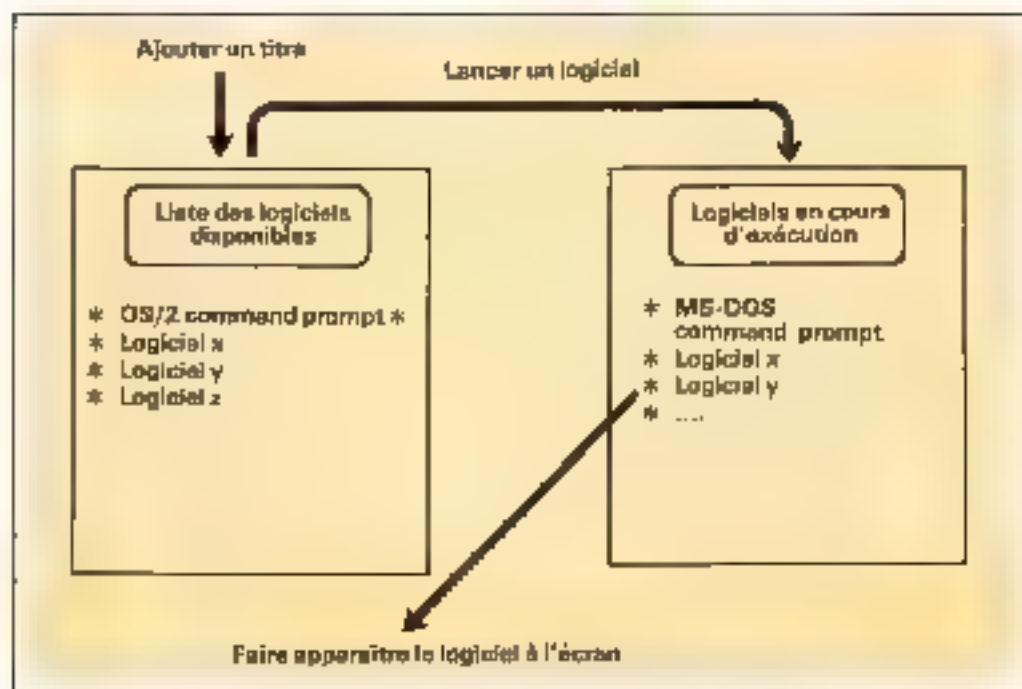 Ajouter un titre
Lancer un logiciel
Liste des logiciels
disponibles
* OS/2 command prompt *
* Logiciel x
* Logiciel y
* Logiciel z
Logiciels en cours
d'exécution
* MS-DOS
command prompt
* Logiciel x
* Logiciel y
* ....
Faire apparaître le logiciel à l'écran